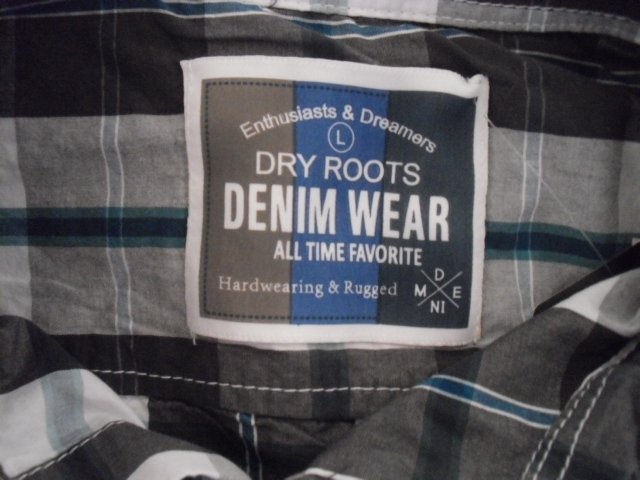 Enthusiasts & Dreamers
L
DRY ROOTS
DENIM WEAR
ALL TIME FAVORITE
Hardwearing & Rugged
D
M E
NI